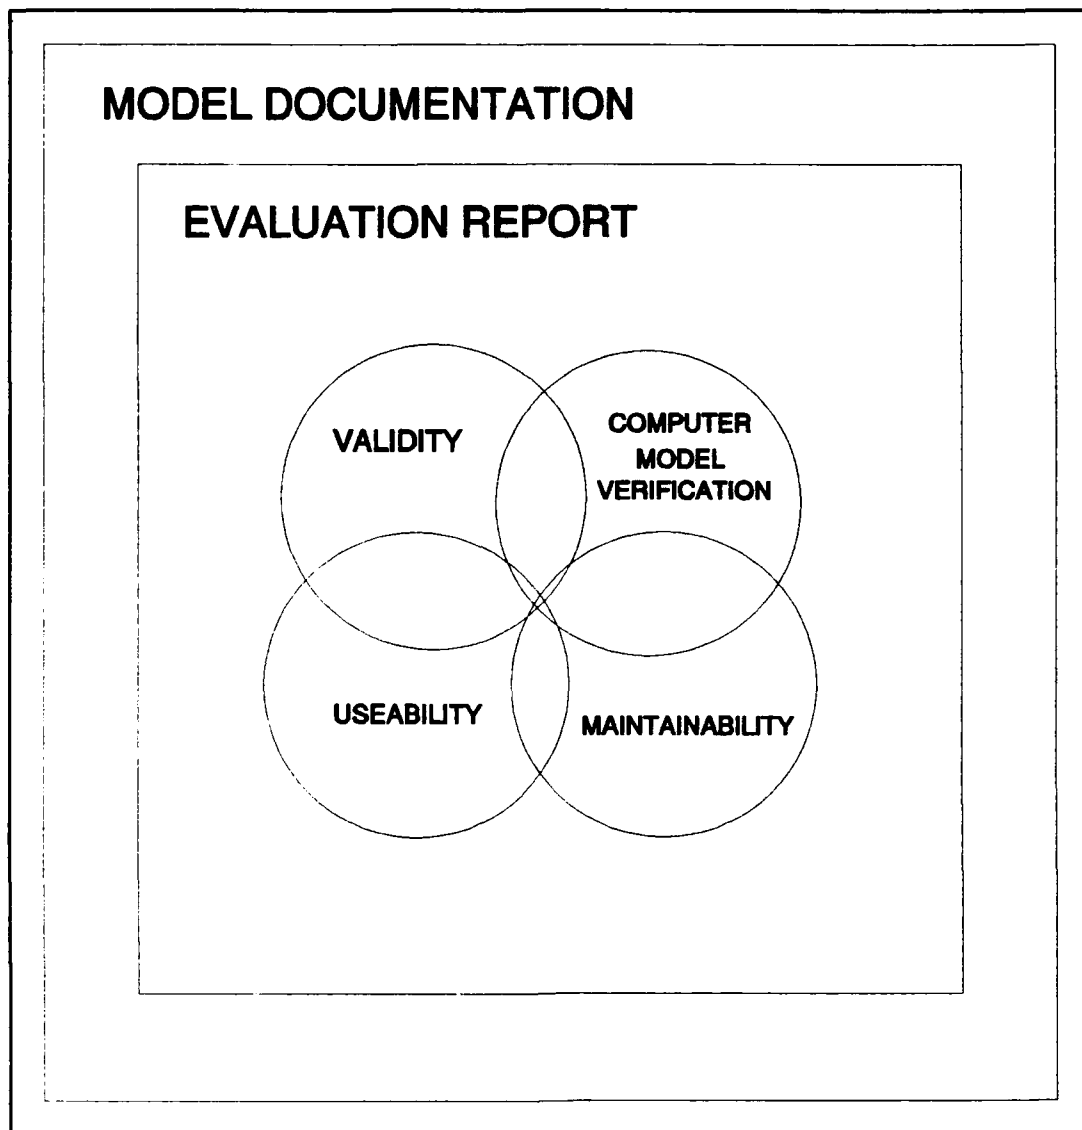 MODEL DOCUMENTATION
EVALUATION REPORT
VALIDITY
COMPUTER
MODEL
VERIFICATION
USEABILITY
MAINTAINABILITY